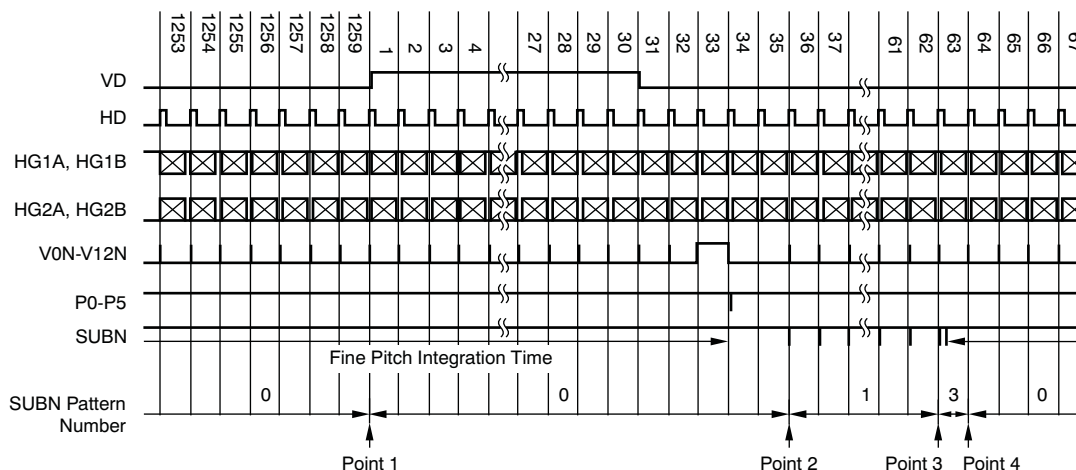 1253 1254 1255 1256 1257 1258 1259 1 2 3 4 27 28 29 30 31 32 33 34 35 36 37 61 62 63 64 65 66 67
VD
HD
HG1A, HG1B
HG2A, HG2B
V0N-V12N
P0-P5
SUBN
Fine Pitch Integration Time
SUBN Pattern
Number
0 0 1 3 0
Point 1 Point 2 Point 3 Point 4